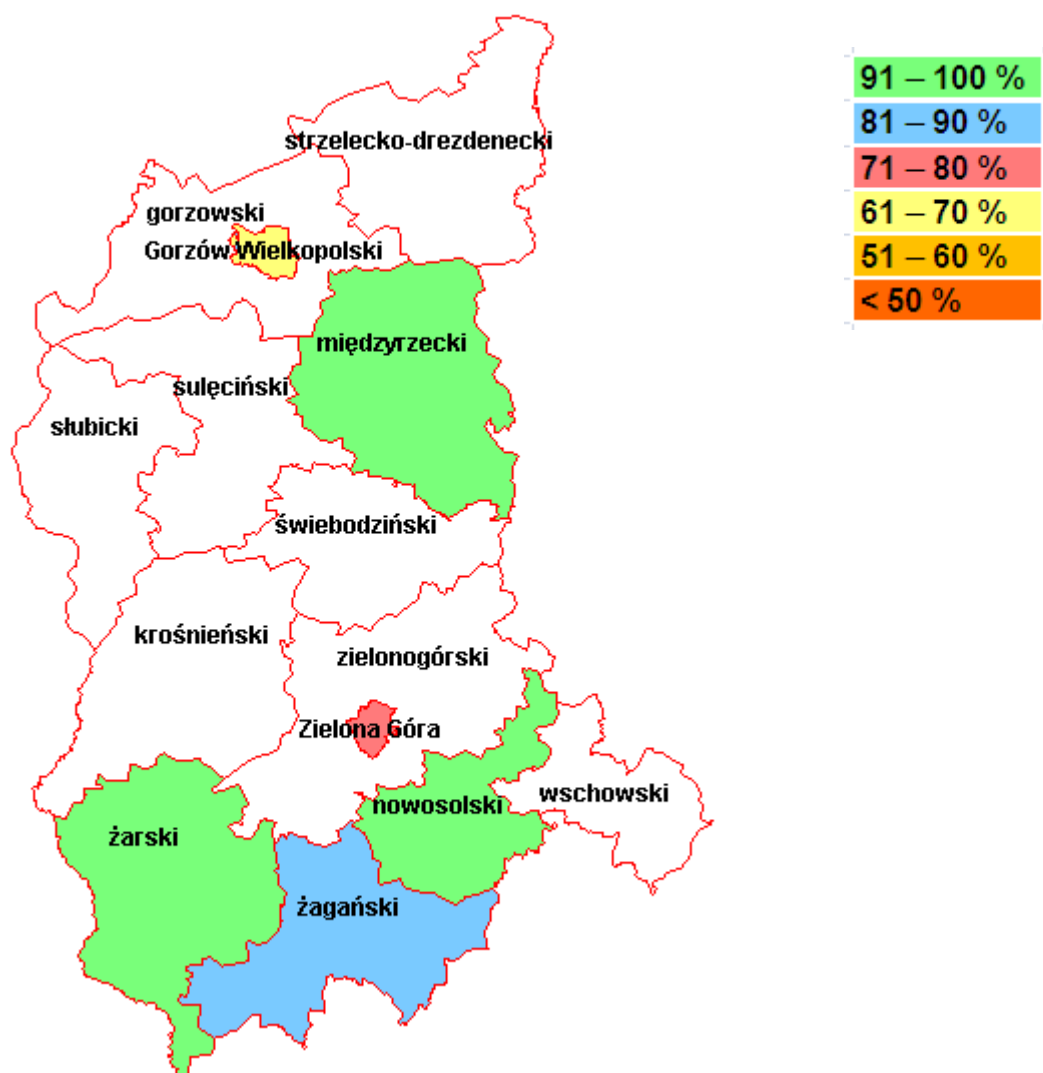 strzelecko-drezdenecki
gorzowski
Gorzów Wielkopolski
międzyrzecki
sulęciński
słubicki
świebodziński
krośnieński
zielonogórski
Zielona Góra
nowosolski
wschowski
żarski
żagański
91 – 100 %
81 – 90 %
71 – 80 %
61 – 70 %
51 – 60 %
< 50 %